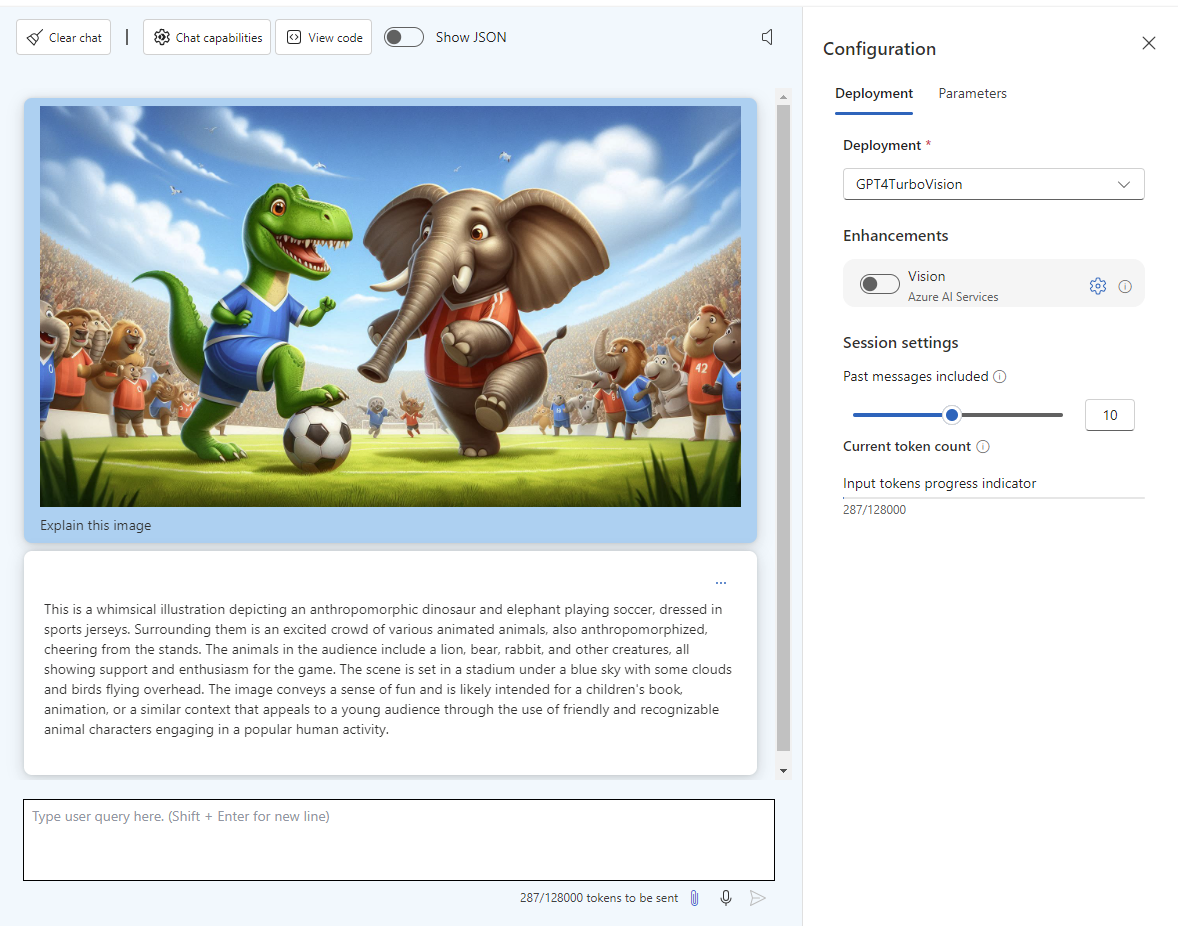 Clear chat
|
Chat capabilities
View code
Show JSON
42
Explain this image
...
This is a whimsical illustration depicting an anthropomorphic dinosaur and elephant playing soccer, dressed in
sports jerseys. Surrounding them is an excited crowd of various animated animals, also anthropomorphized,
cheering from the stands. The animals in the audience include a lion, bear, rabbit, and other creatures, all
showing support and enthusiasm for the game. The scene is set in a stadium under a blue sky with some clouds
and birds flying overhead. The image conveys a sense of fun and is likely intended for a children's book,
animation, or a similar context that appeals to a young audience through the use of friendly and recognizable
animal characters engaging in a popular human activity.
Type user query here. (Shift + Enter for new line)
287/128000 tokens to be sent
Configuration
Deployment
Parameters
Deployment *
GPT4TurboVision
Enhancements
Vision
Azure AI Services
Session settings
Past messages included
10
Current token count
Input tokens progress indicator
287/128000